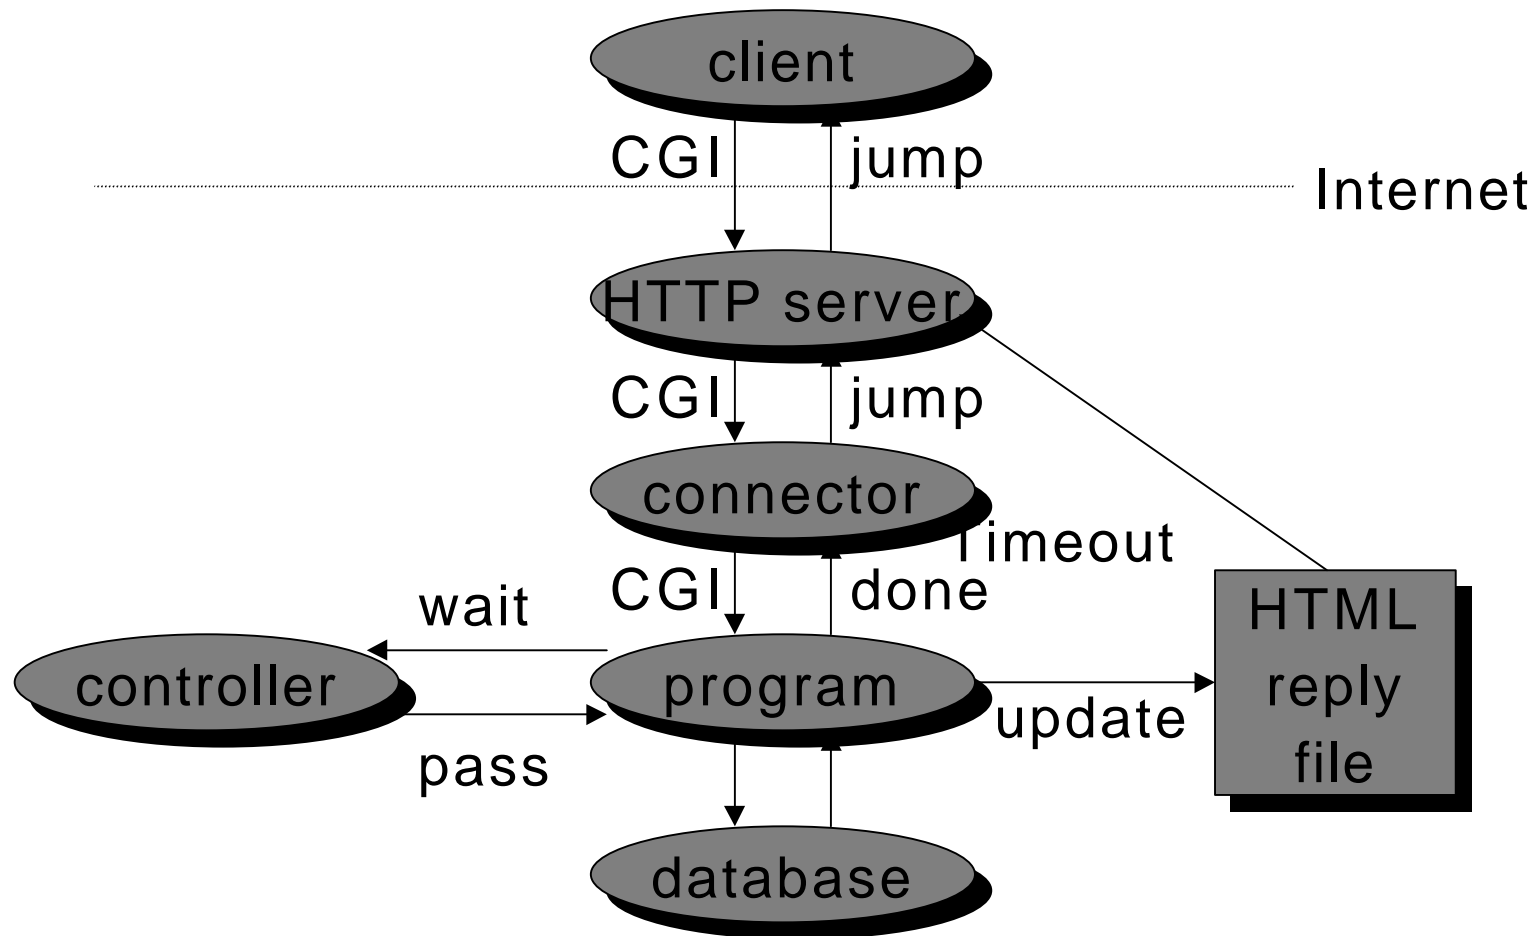 client
CGI
jump
Internet
HTTP server
CGI
jump
connector
Timeout
CGI
done
wait
controller
program
HTML
reply
file
update
pass
database